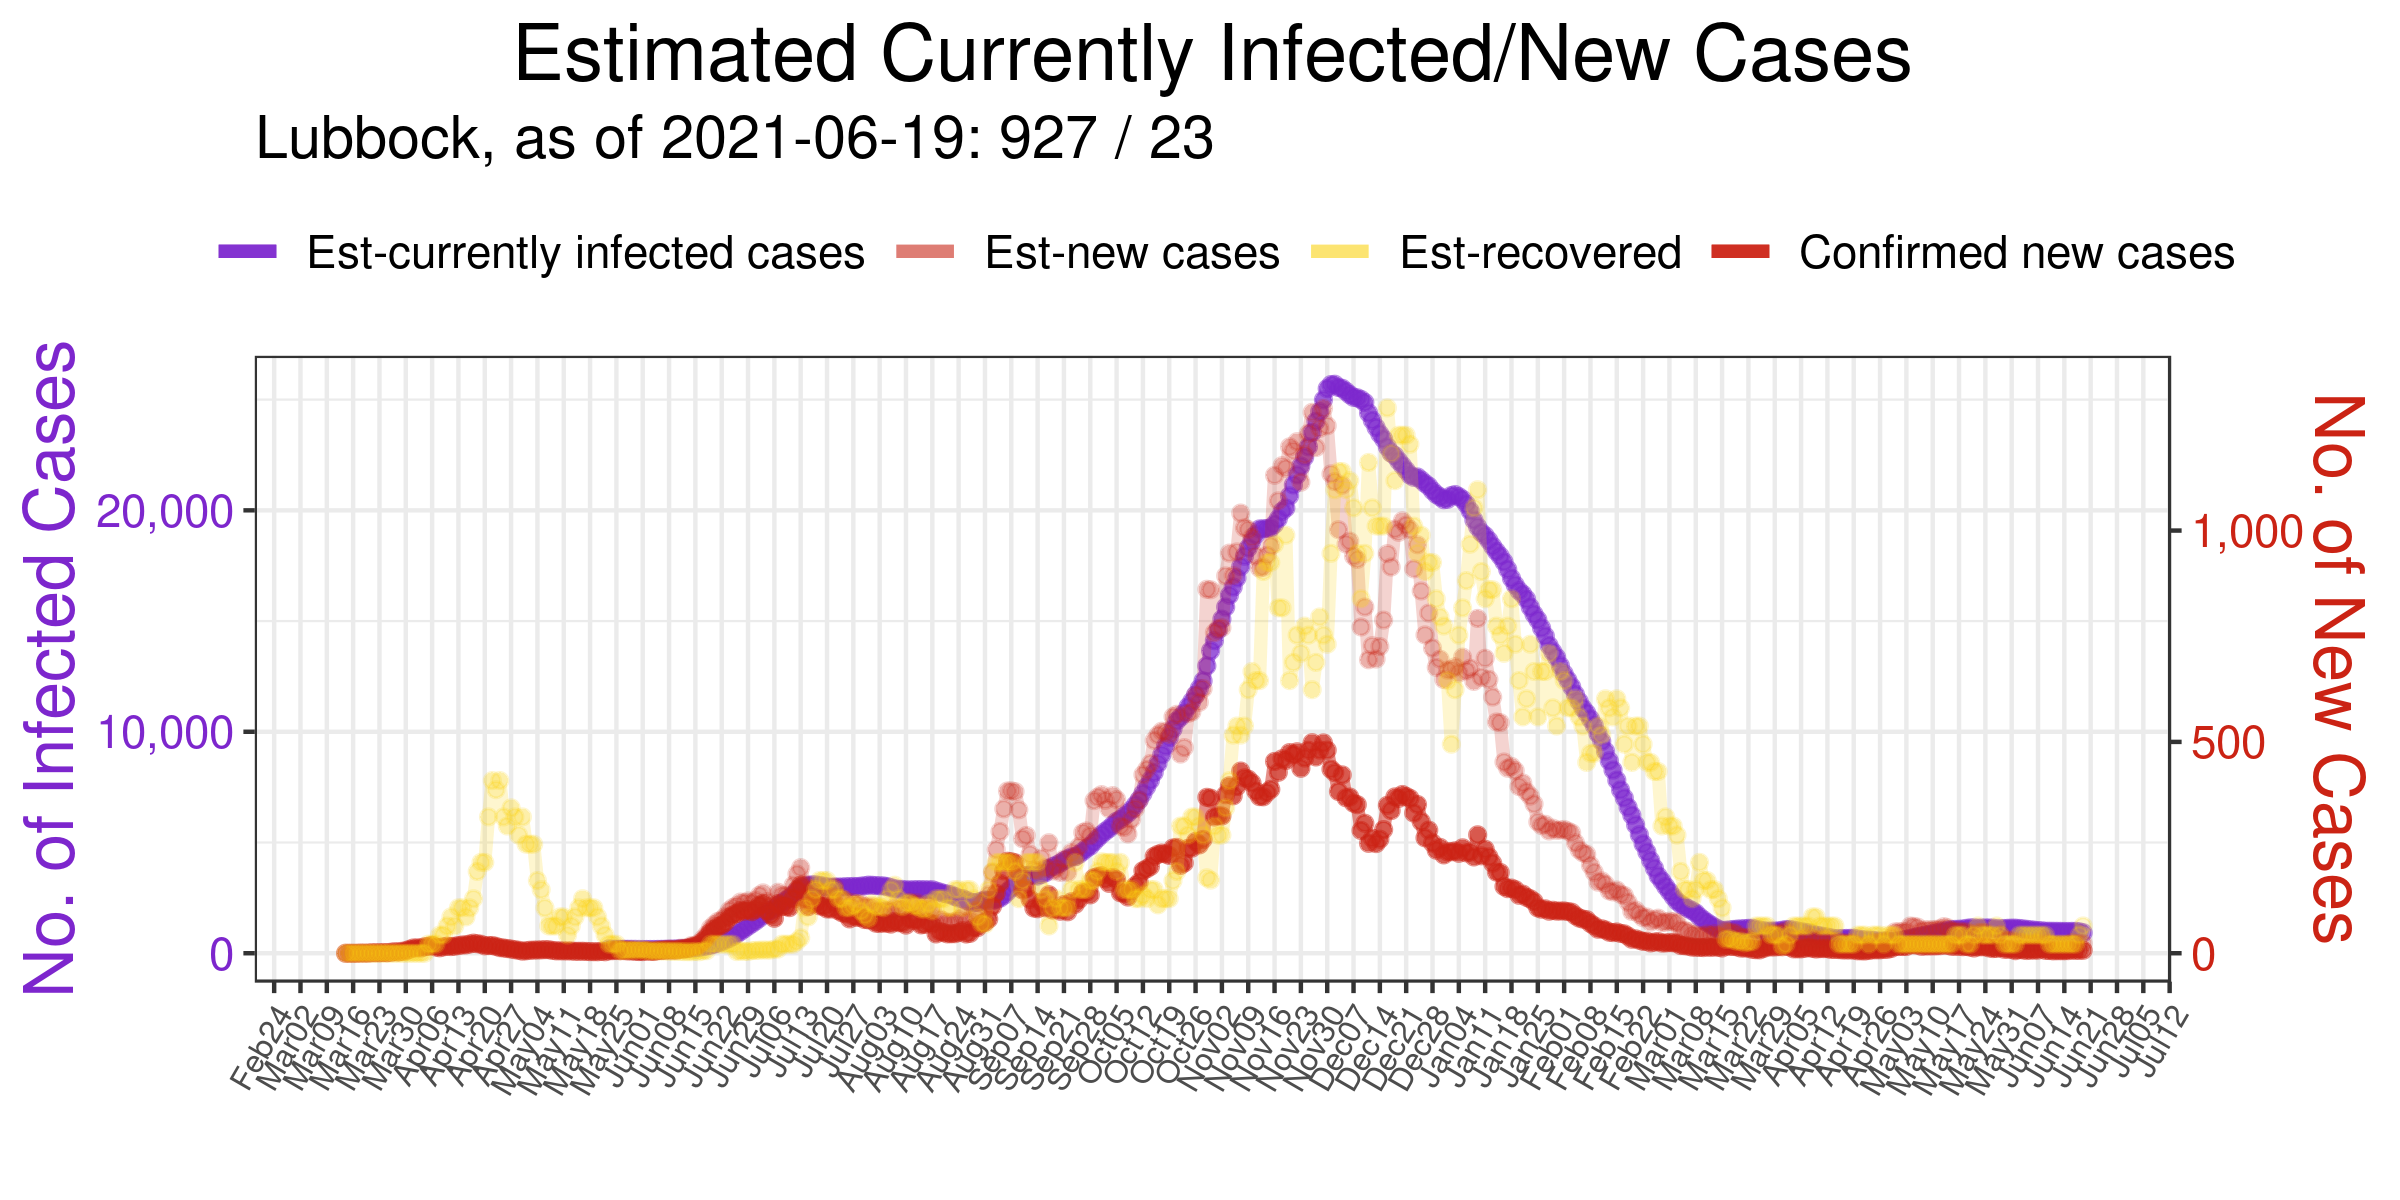 Estimated Currently Infected/New Cases
Lubbock, as of 2021-06-19: 927 / 23
Est-currently infected cases
Est-new cases
Est-recovered
Confirmed new cases
No. of Infected Cases
20,000
10,000
0
1,000
500
0
No. of New Cases
Feb24
Mar02
Mar09
Mar16
Mar23
Mar30
Apr06
Apr13
Apr20
Apr27
May04
May11
May18
May25
Jun01
Jun08
Jun15
Jun22
Jun29
Jul06
Jul13
Jul20
Jul27
Aug03
Aug10
Aug17
Aug24
Aug31
Sep07
Sep14
Sep21
Sep28
Oct05
Oct12
Oct19
Oct26
Nov02
Nov09
Nov16
Nov23
Nov30
Dec07
Dec14
Dec21
Dec28
Jan04
Jan11
Jan18
Jan25
Feb01
Feb08
Feb15
Feb22
Mar01
Mar08
Mar15
Mar22
Mar29
Apr05
Apr12
Apr19
Apr26
May03
May10
May17
May24
May31
Jun07
Jun14
Jun21
Jun28
Jul05
Jul12